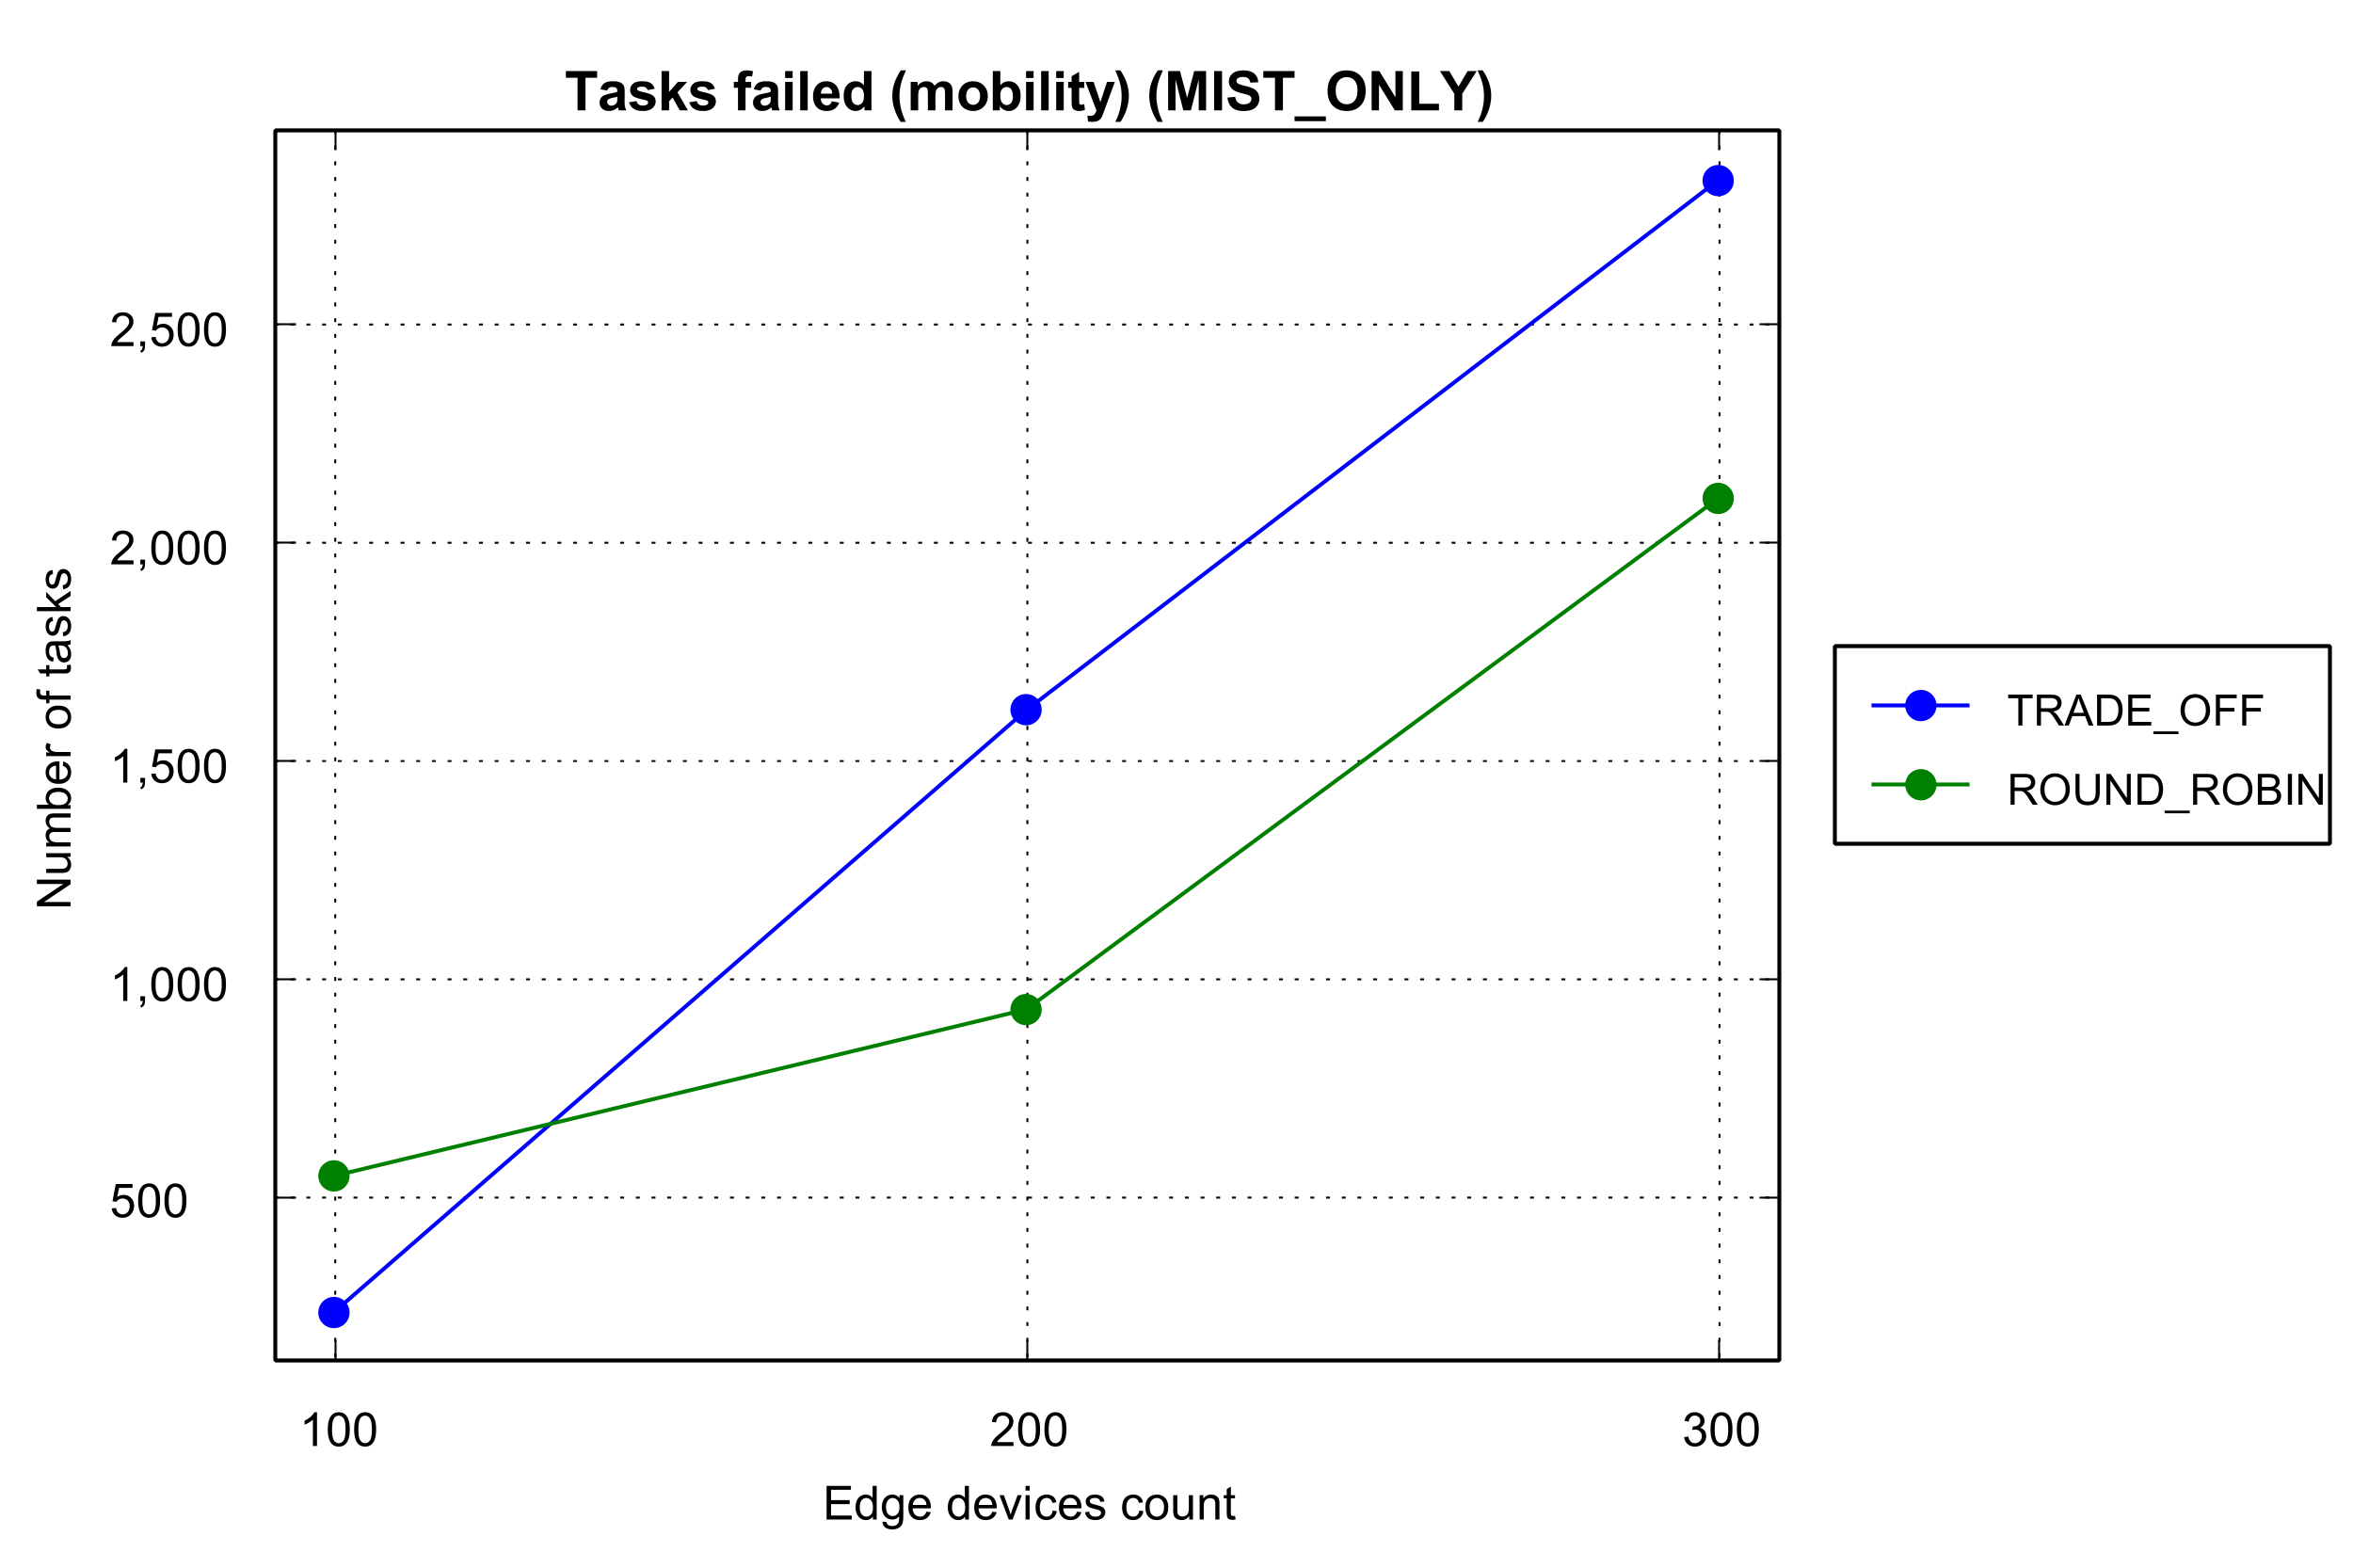 Tasks failed (mobility) (MIST_ONLY)
2,500
2,000
1,500
1,000
500
Number of tasks
100 200 300
Edge devices count
TRADE_OFF
ROUND_ROBIN